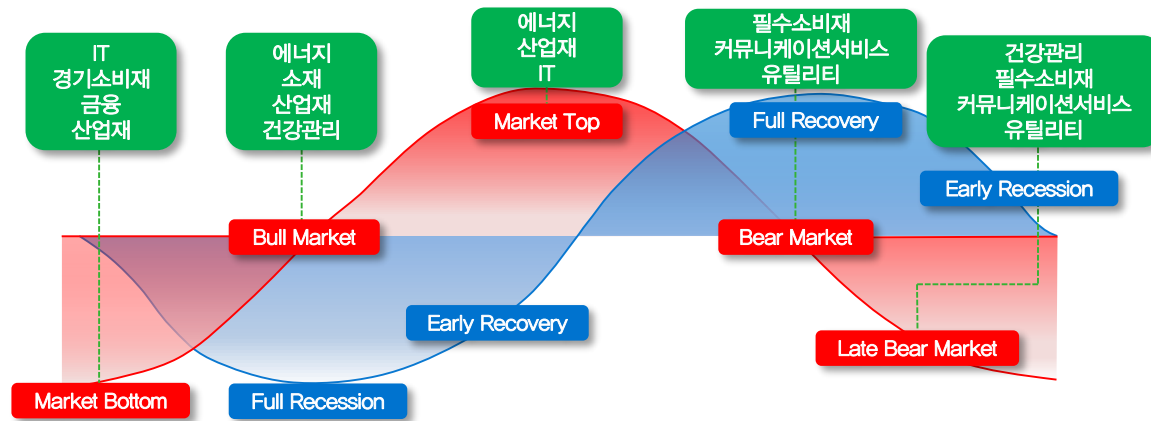 IT
경기소비재
금융
산업재
에너지
소재
산업재
건강관리
에너지
산업재
IT
필수소비재
커뮤니케이션서비스
유틸리티
건강관리
필수소비재
커뮤니케이션서비스
유틸리티
Market Top
Full Recovery
Early Recession
Bull Market
Bear Market
Early Recovery
Late Bear Market
Market Bottom
Full Recession